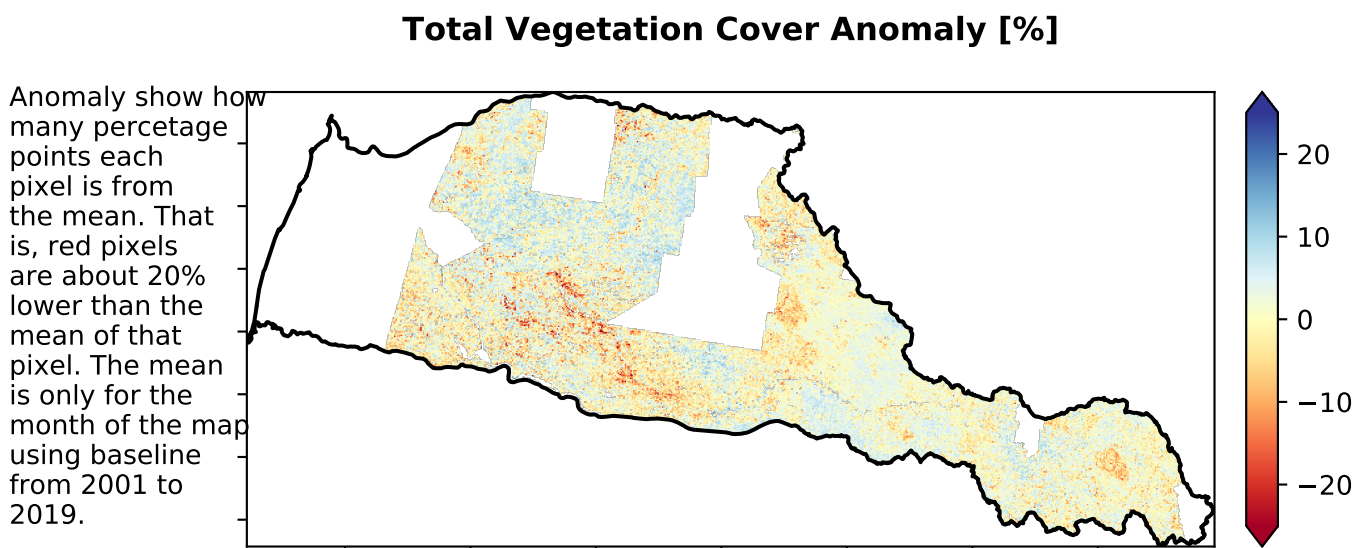 Total Vegetation Cover Anomaly [%]
Anomaly show how
many percetage
points each
pixel is from
the mean. That
is, red pixels
are about 20%
lower than the
mean of that
pixel. The mean
is only for the
month of the map
using baseline
from 2001 to
2019.
20
10
0
−10
−20